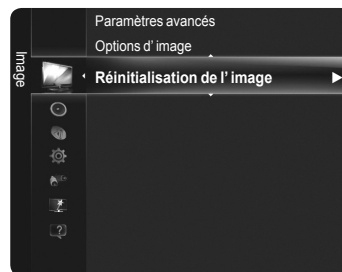 Image
Paramètres avancés
Options d' image
Réinitialisation de l' image